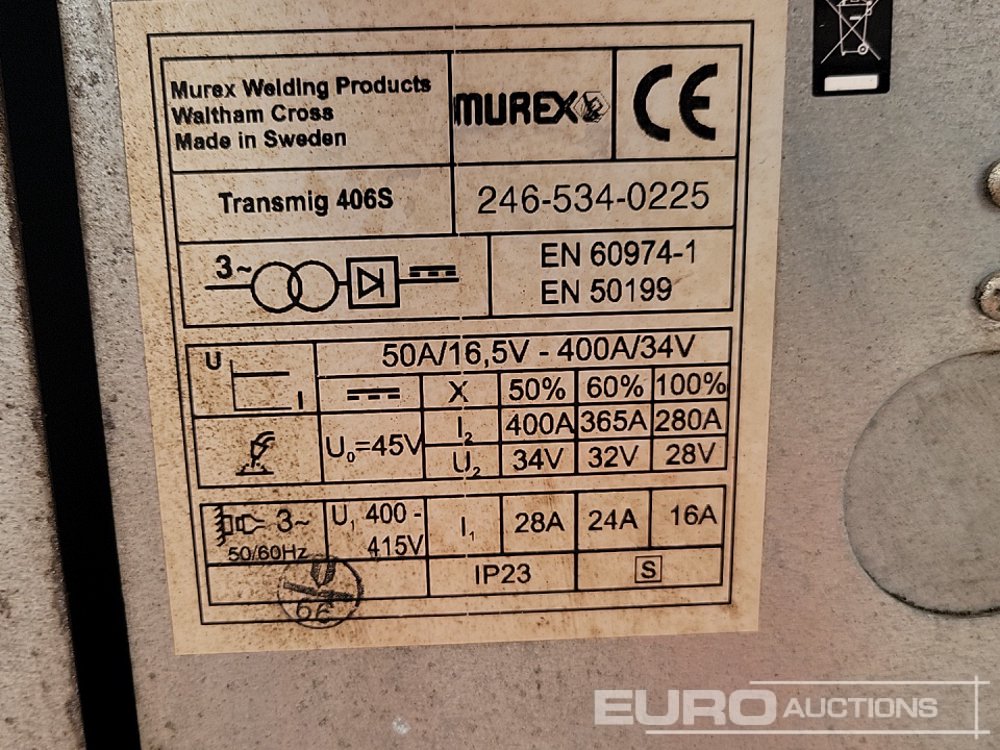 Murex Welding Products
Waltham Cross
Made in Sweden
MUREX
CE
Transmig 406S
246-534-0225
3~
EN 60974-1
EN 50199
U
I
50A/16,5V - 400A/34V
X 50% 60% 100%
U₀=45V
I₂ 400A 365A 280A
U₂ 34V 32V 28V
3~
50/60Hz
U₁ 400 -
415V
I₁ 28A 24A 16A
IP23
S
EURO AUCTIONS